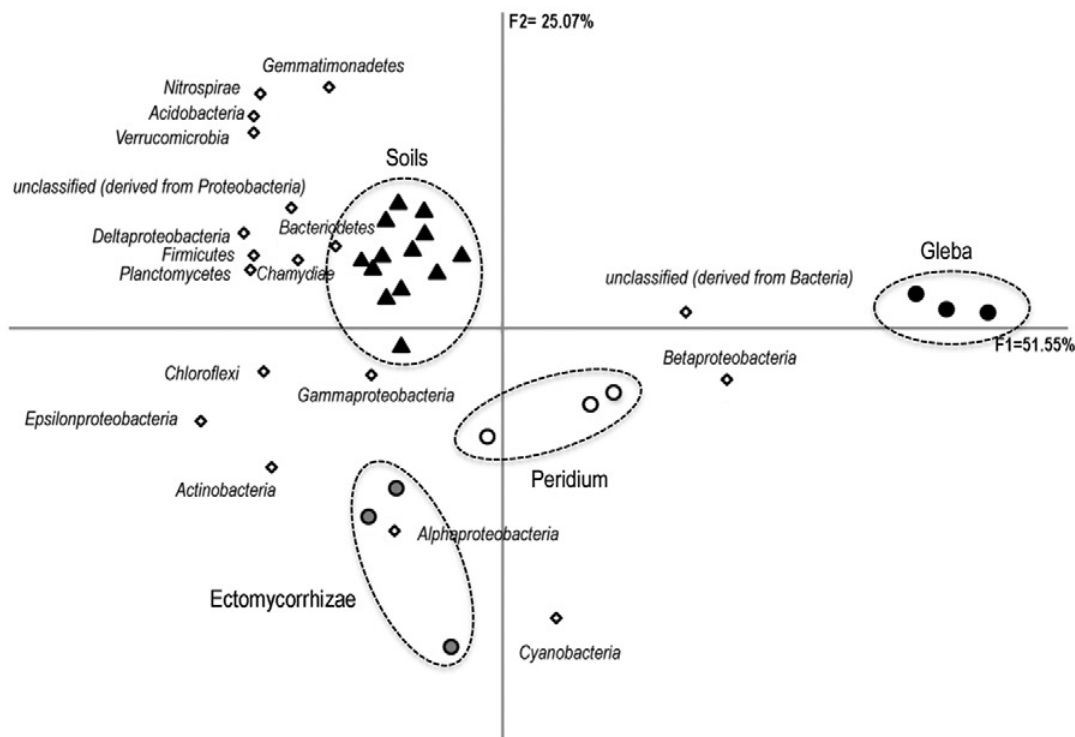 F2= 25.07%
Gemmatimonadetes
Nitrospirae
Acidobacteria
Verrucomicrobia
Soils
unclassified (derived from Proteobacteria)
Bacteriodetes
Deltaproteobacteria
Firmicutes
Planctomycetes
Chamydiae
Gleba
unclassified (derived from Bacteria)
F1=51.55%
Betaproteobacteria
Chloroflexi
Gammaproteobacteria
Epsilonproteobacteria
Actinobacteria
Peridium
Alphaproteobacteria
Ectomycorrhizae
Cyanobacteria